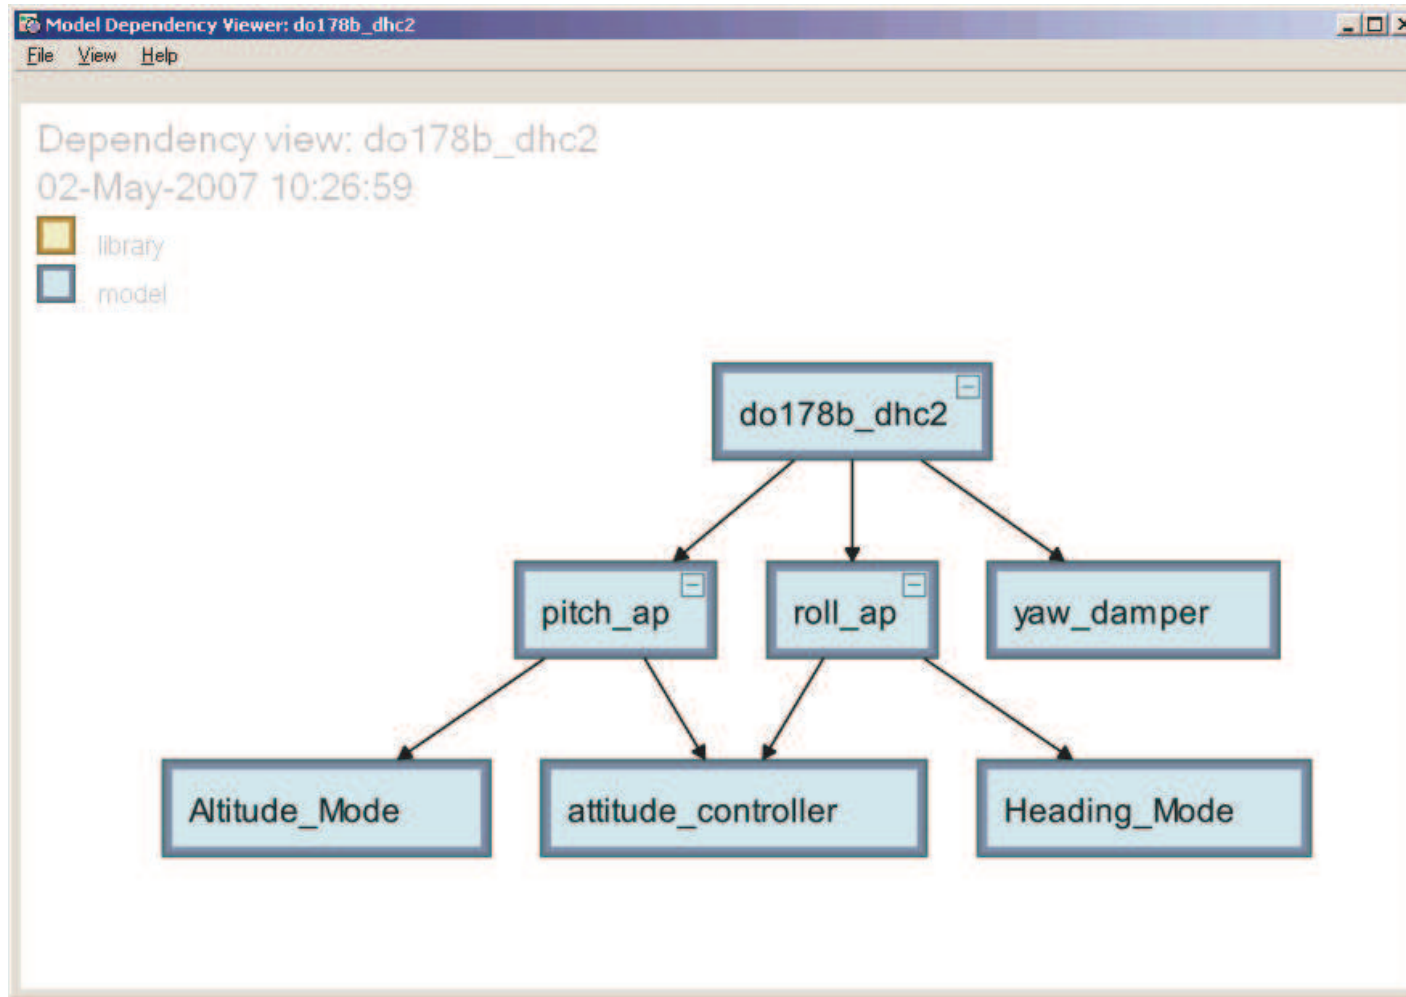 Model Dependency Viewer: do178b_dhc2
File View Help
Dependency view: do178b_dhc2
02-May-2007 10:26:59
library
model
do178b_dhc2
pitch_ap
roll_ap
yaw_damper
Altitude_Mode
attitude_controller
Heading_Mode